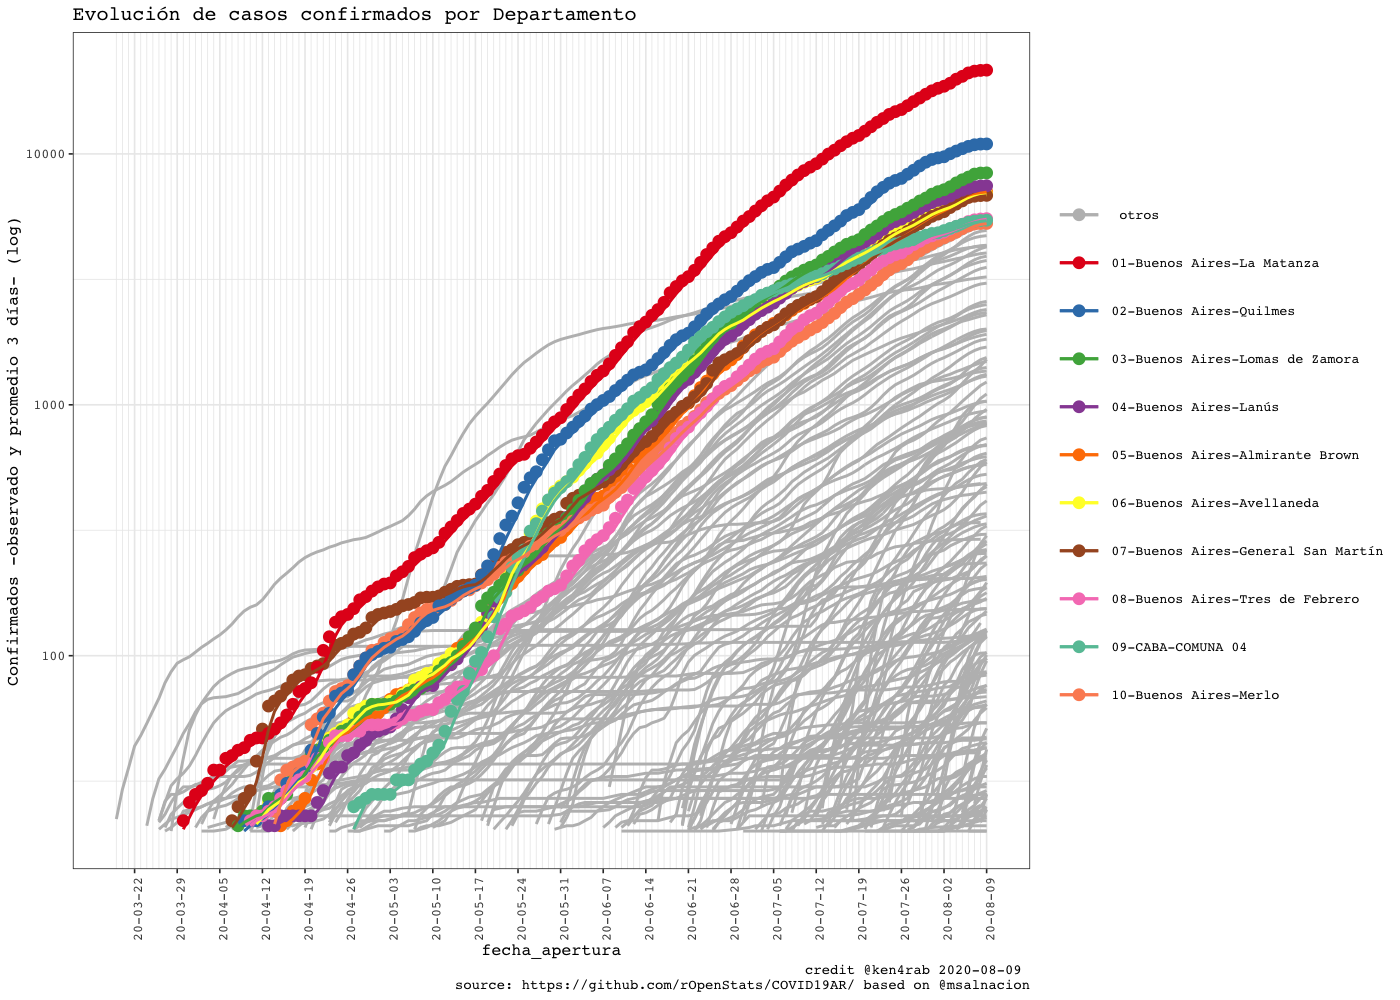 Evolución de casos confirmados por Departamento
Confirmados -observado y promedio 3 días- (log)
10000
1000
100
otros
01-Buenos Aires-La Matanza
02-Buenos Aires-Quilmes
03-Buenos Aires-Lomas de Zamora
04-Buenos Aires-Lanús
05-Buenos Aires-Almirante Brown
06-Buenos Aires-Avellaneda
07-Buenos Aires-General San Martín
08-Buenos Aires-Tres de Febrero
09-CABA-COMUNA 04
10-Buenos Aires-Merlo
20-03-22
20-03-29
20-04-05
20-04-12
20-04-19
20-04-26
20-05-03
20-05-10
20-05-17
20-05-24
20-05-31
20-06-07
20-06-14
20-06-21
20-06-28
20-07-05
20-07-12
20-07-19
20-07-26
20-08-02
20-08-09
fecha_apertura
credit @ken4rab 2020-08-09
source: https://github.com/rOpenStats/COVID19AR/ based on @msalnacion